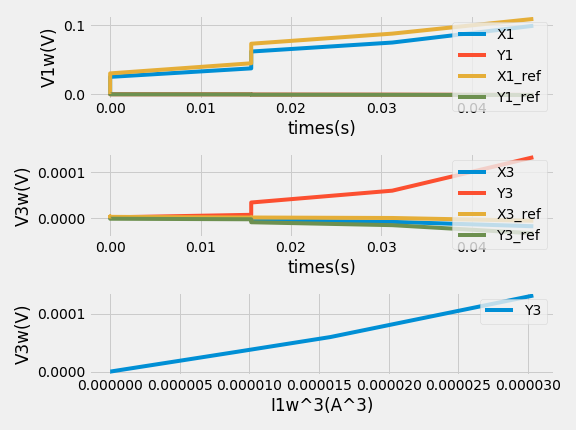 V1w(V)
0.1
0.0
X1
Y1
X1_ref
Y1_ref
0.00 0.01 0.02 0.03 0.04
times(s)
V3w(V)
0.0001
0.0000
X3
Y3
X3_ref
Y3_ref
0.00 0.01 0.02 0.03 0.04
times(s)
V3w(V)
0.0001
0.0000
Y3
0.000000 0.000005 0.000010 0.000015 0.000020 0.000025 0.000030
I1w^3(A^3)